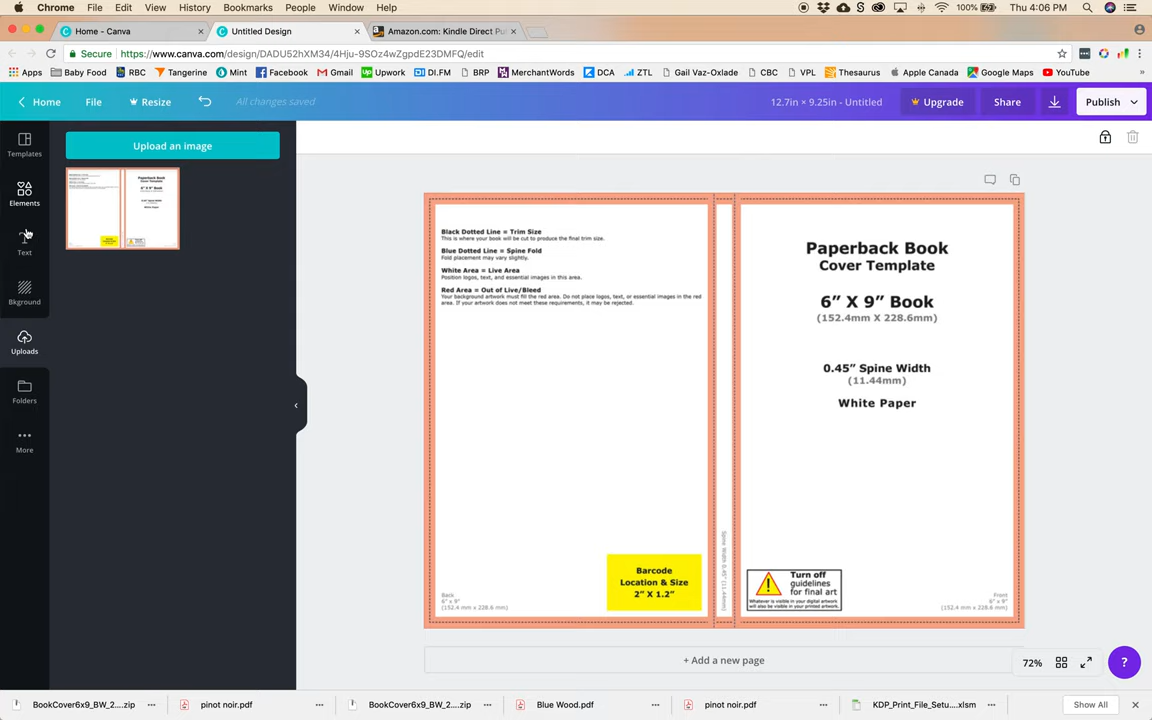 Chrome File Edit View History Bookmarks People Window Help 100% Thu 4:06 PM
Home - Canva
Untitled Design
Amazon.com: Kindle Direct Pu
Secure https://www.canva.com/design/DADU52hXM34/4Hju-9SOz4wZgpdE23DMFQ/edit
Apps Baby Food RBC Tangerine Mint Facebook Gmail Upwork DI.FM BRP MerchantWords DCA ZTL Gail Vaz-Oxlade CBC VPL Thesaurus Apple Canada Google Maps YouTube
Home File Resize All changes saved 12.7in × 9.25in - Untitled Upgrade Share Publish
Templates
Elements
Text
Bkground
Uploads
Folders
More
Upload an image
Black Dotted Line = Trim Size
This is where your book will be cut to produce the final trim size.
Blue Dotted Line = Spine Fold
Fold placement may vary slightly.
White Area = Live Area
Position logos, text, and essential images in this area.
Red Area = Out of Live/Bleed
Your background artwork must fill the red area. Do not place logos, text, or essential images in the red
area. If your artwork does not meet these requirements, it may be rejected.
Barcode
Location & Size
2" X 1.2"
Back
6" x 9"
(152.4 mm x 228.6 mm)
Spine Width 0.45" (11.44mm)
Paperback Book
Cover Template
6" X 9" Book
(152.4mm X 228.6mm)
0.45" Spine Width
(11.44mm)
White Paper
Turn off
guidelines
for final art
Whatever is visible in your digital artwork
will also be visible in your printed artwork.
Front
6" x 9"
(152.4 mm x 228.6 mm)
+ Add a new page
72%
?
BookCover6x9_BW_2....zip
pinot noir.pdf
BookCover6x9_BW_2....zip
Blue Wood.pdf
pinot noir.pdf
KDP_Print_File_Setu....xlsm
Show All